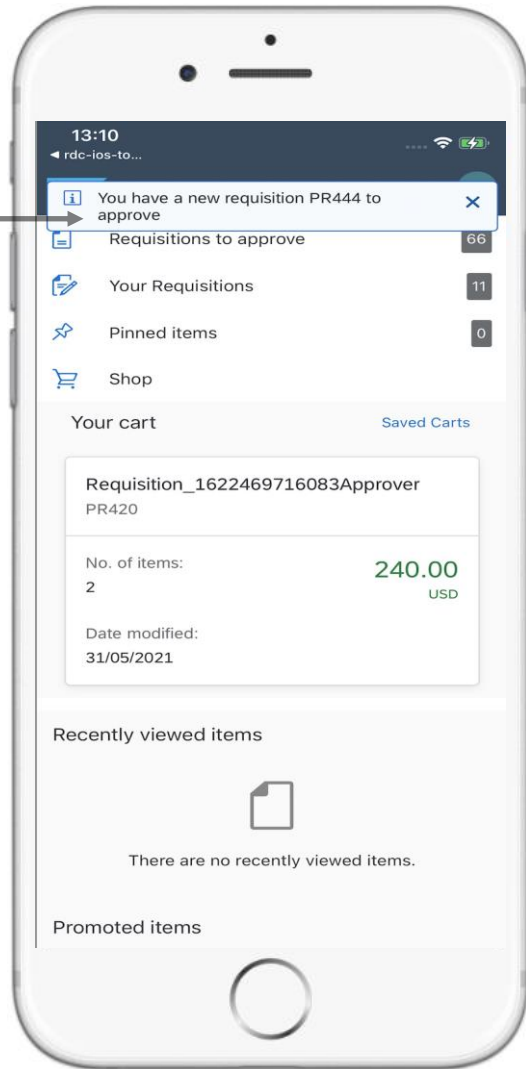 13:10
◄ rdc-ios-to...
You have a new requisition PR444 to
approve
Requisitions to approve
66
Your Requisitions
11
Pinned items
0
Shop
Your cart
Saved Carts
Requisition_1622469716083Approver
PR420
No. of items:
2
240.00
USD
Date modified:
31/05/2021
Recently viewed items
There are no recently viewed items.
Promoted items